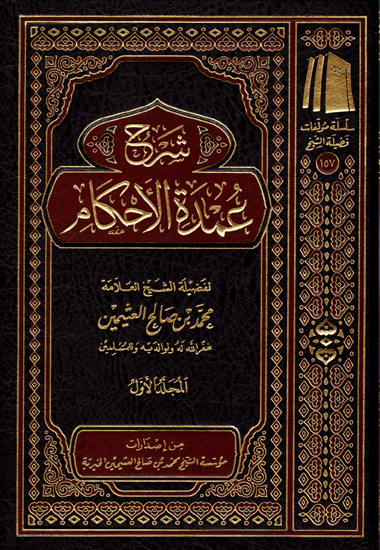 سلسلة مؤلفات
فضيلة الشيخ
١٥٧
شرح
عمدة الأحكام
لفضيلة الشيخ العلامة
محمد بن صالح العثيمين
غفر الله له ولوالديه وللمسلمين
المجلد الأول
من إصدارات
مؤسسة الشيخ محمد بن صالح العثيمين الخيرية